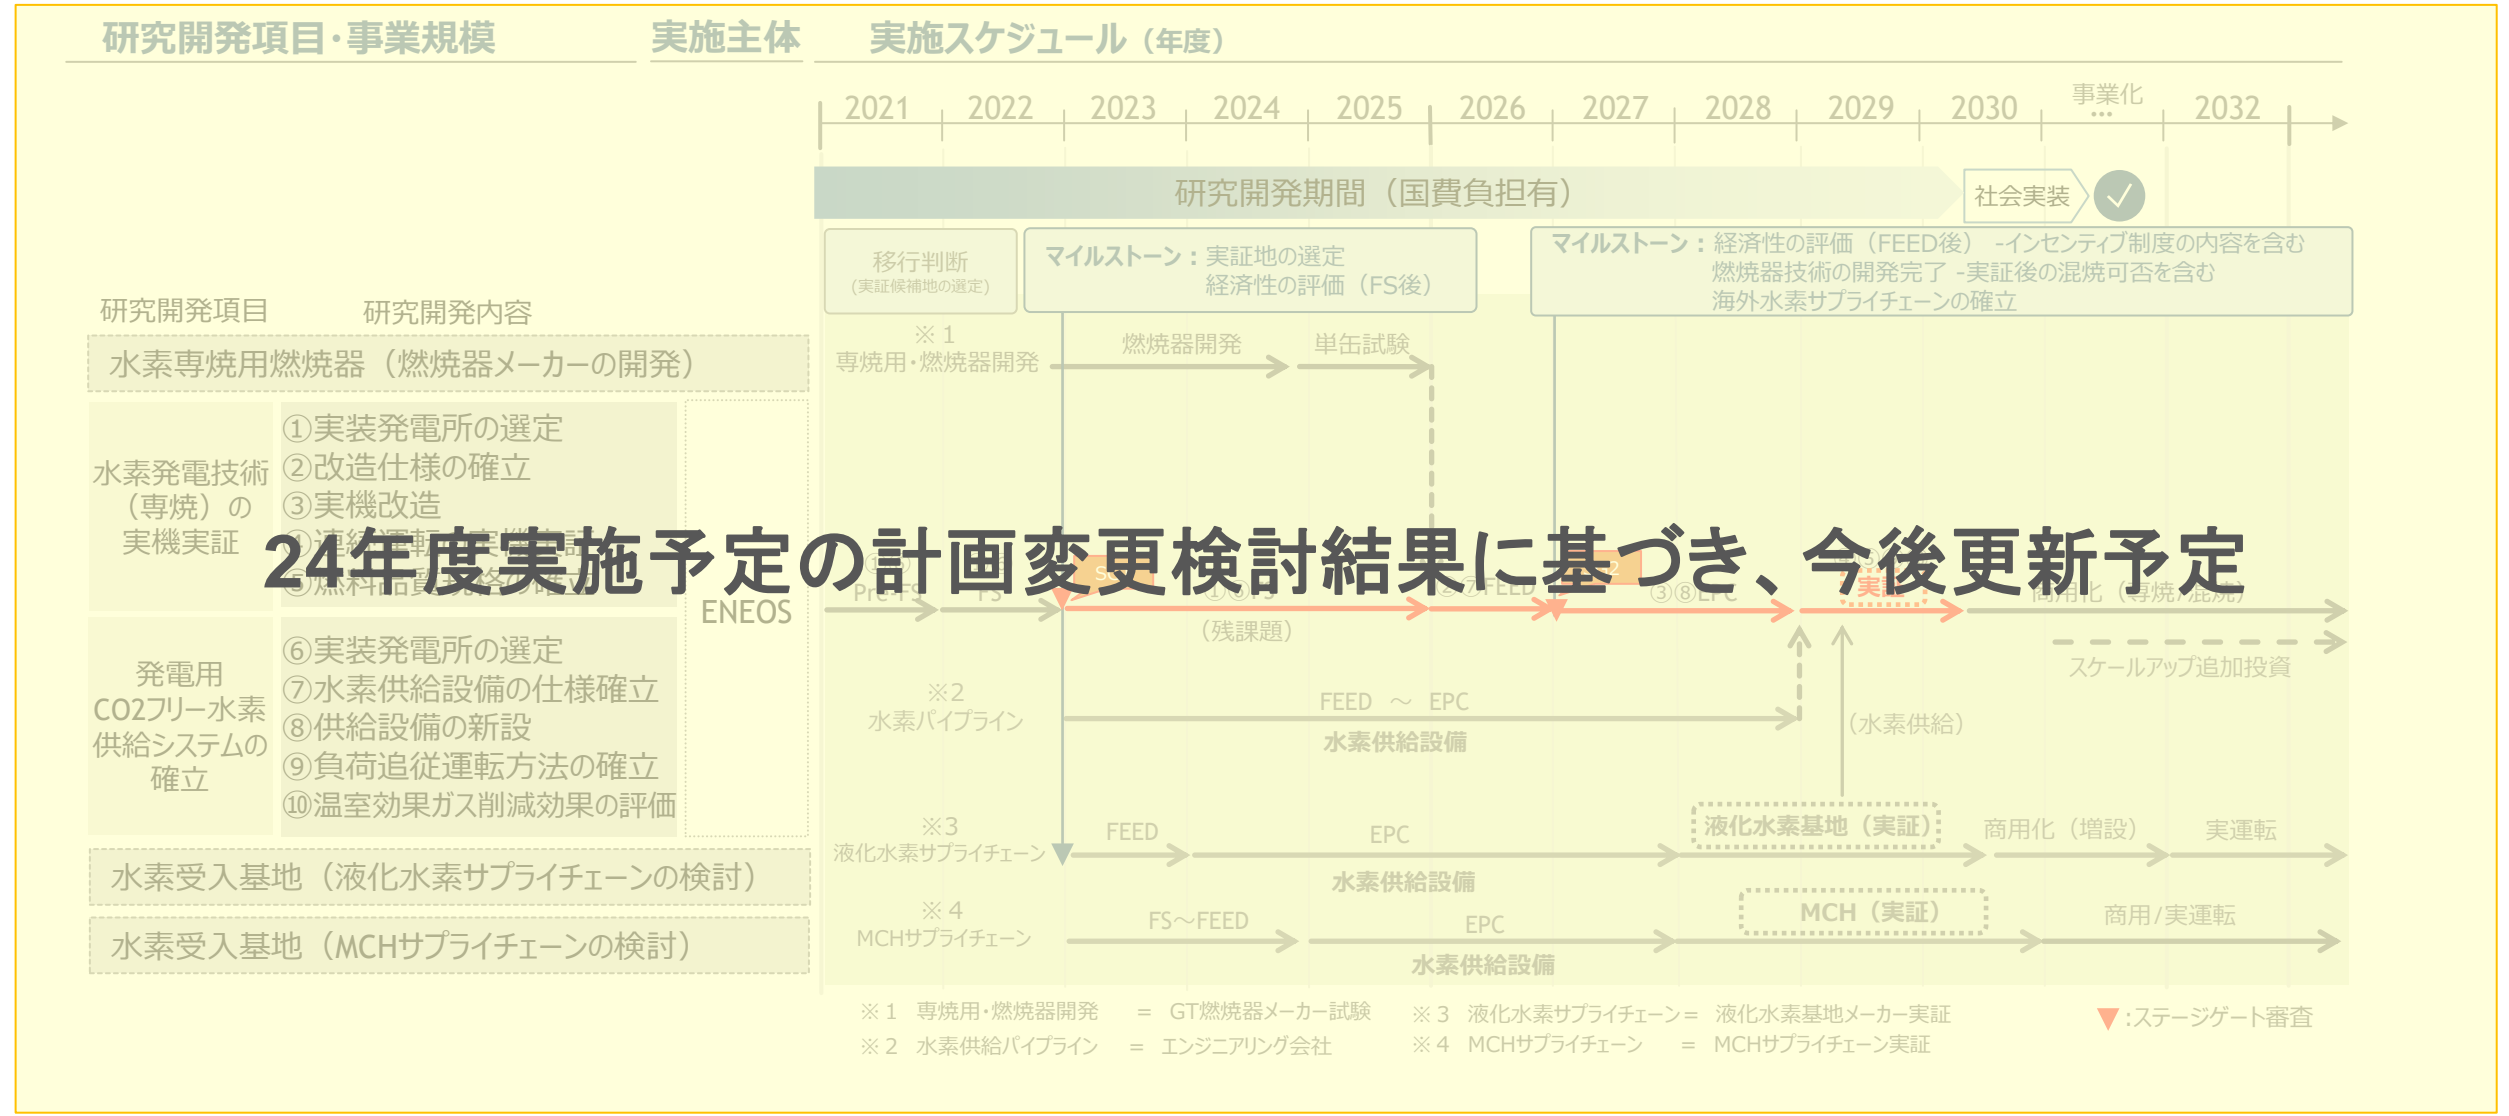 研究開発項目・事業規模
実施主体
実施スケジュール（年度）
2021 2022 2023 2024 2025 2026 2027 2028 2029 2030 事業化… 2032
研究開発期間（国費負担有）
社会実装
移行判断
(実証候補地の選定)
マイルストーン：実証地の選定
経済性の評価（FS後）
マイルストーン：経済性の評価（FEED後） -インセンティブ制度の内容を含む
燃焼器技術の開発完了 -実証後の混焼可否を含む
海外水素サプライチェーンの確立
研究開発項目
研究開発内容
水素専焼用燃焼器（燃焼器メーカーの開発）
※１
専焼用・燃焼器開発
燃焼器開発
単缶試験
水素発電技術
（専焼）の
実機実証
①実装発電所の選定
②改造仕様の確立
③実機改造
24年度実施予定の計画変更検討結果に基づき、今後更新予定
ENEOS
Pre-FS
FS
①⑥FS
（残課題）
②⑦FEED
③⑧EPC
実証
商用化（専焼/混焼）
スケールアップ追加投資
発電用
CO2フリー水素
供給システムの
確立
⑥実装発電所の選定
⑦水素供給設備の仕様確立
⑧供給設備の新設
⑨負荷追従運転方法の確立
⑩温室効果ガス削減効果の評価
※2
水素パイプライン
FEED ～ EPC
水素供給設備
（水素供給）
水素受入基地（液化水素サプライチェーンの検討）
※3
液化水素サプライチェーン
FEED
EPC
水素供給設備
液化水素基地（実証）
商用化（増設）
実運転
水素受入基地（MCHサプライチェーンの検討）
※４
MCHサプライチェーン
FS～FEED
EPC
水素供給設備
MCH（実証）
商用/実運転
※１ 専焼用・燃焼器開発 ＝ GT燃焼器メーカー試験
※２ 水素供給パイプライン ＝ エンジニアリング会社
※３ 液化水素サプライチェーン＝ 液化水素基地メーカー実証
※４ MCHサプライチェーン ＝ MCHサプライチェーン実証
:ステージゲート審査